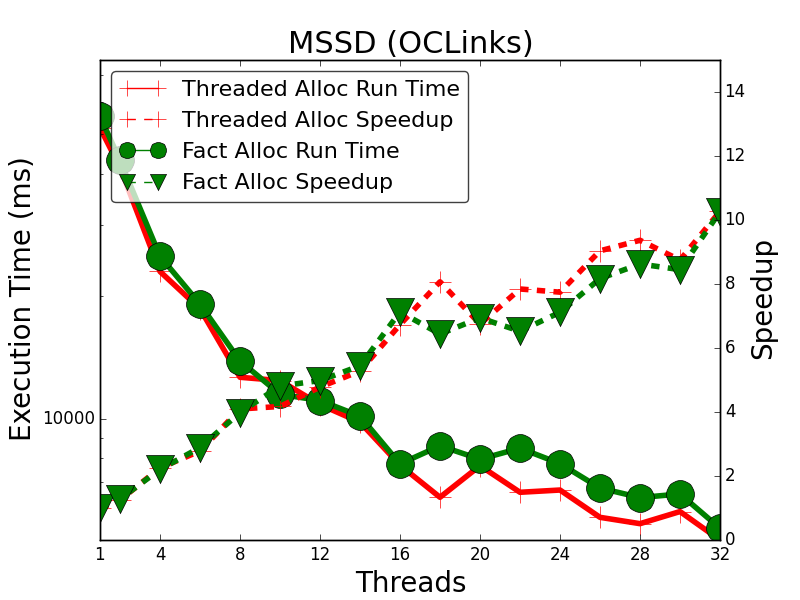 MSSD (OCLinks)
Threaded Alloc Run Time
Threaded Alloc Speedup
Fact Alloc Run Time
Fact Alloc Speedup
Execution Time (ms)
10000
14
12
10
8
6
4
2
0
Speedup
1 4 8 12 16 20 24 28 32
Threads